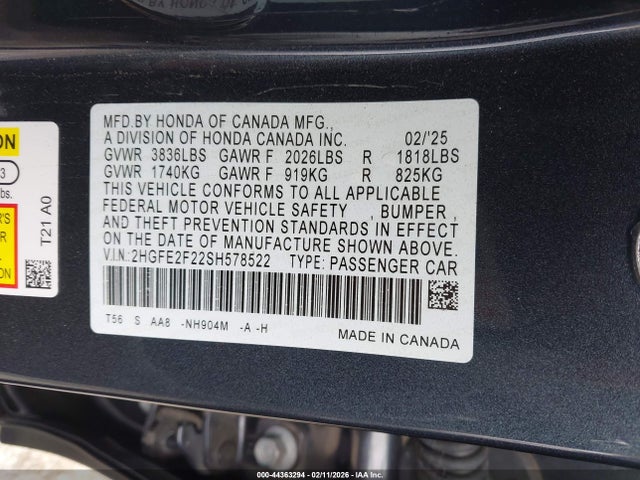 MFD.BY HONDA OF CANADA MFG.,
A DIVISION OF HONDA CANADA INC. 02/'25
GVWR 3836LBS GAWR F 2026LBS R 1818LBS
GVWR 1740KG GAWR F 919KG R 825KG
THIS VEHICLE CONFORMS TO ALL APPLICABLE
FEDERAL MOTOR VEHICLE SAFETY , BUMPER ,
AND THEFT PREVENTION STANDARDS IN EFFECT
ON THE DATE OF MANUFACTURE SHOWN ABOVE.
V.I.N.:2HGFE2F22SH578522 TYPE: PASSENGER CAR
T56 S AA8 -NH904M -A -H
MADE IN CANADA
ON
3
bs.
R'S
T21 A0
000-44363294 - 02/11/2026 - IAA Inc.